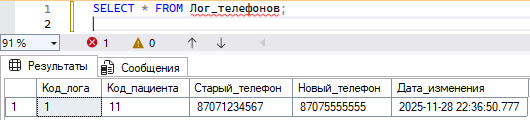 1 SELECT * FROM Лог_телефонов;
2
91 % 1 0
Результаты Сообщения
Код_лога Код_пациента Старый_телефон Новый_телефон Дата_изменения
1 1 11 87071234567 87075555555 2025-11-28 22:36:50.777